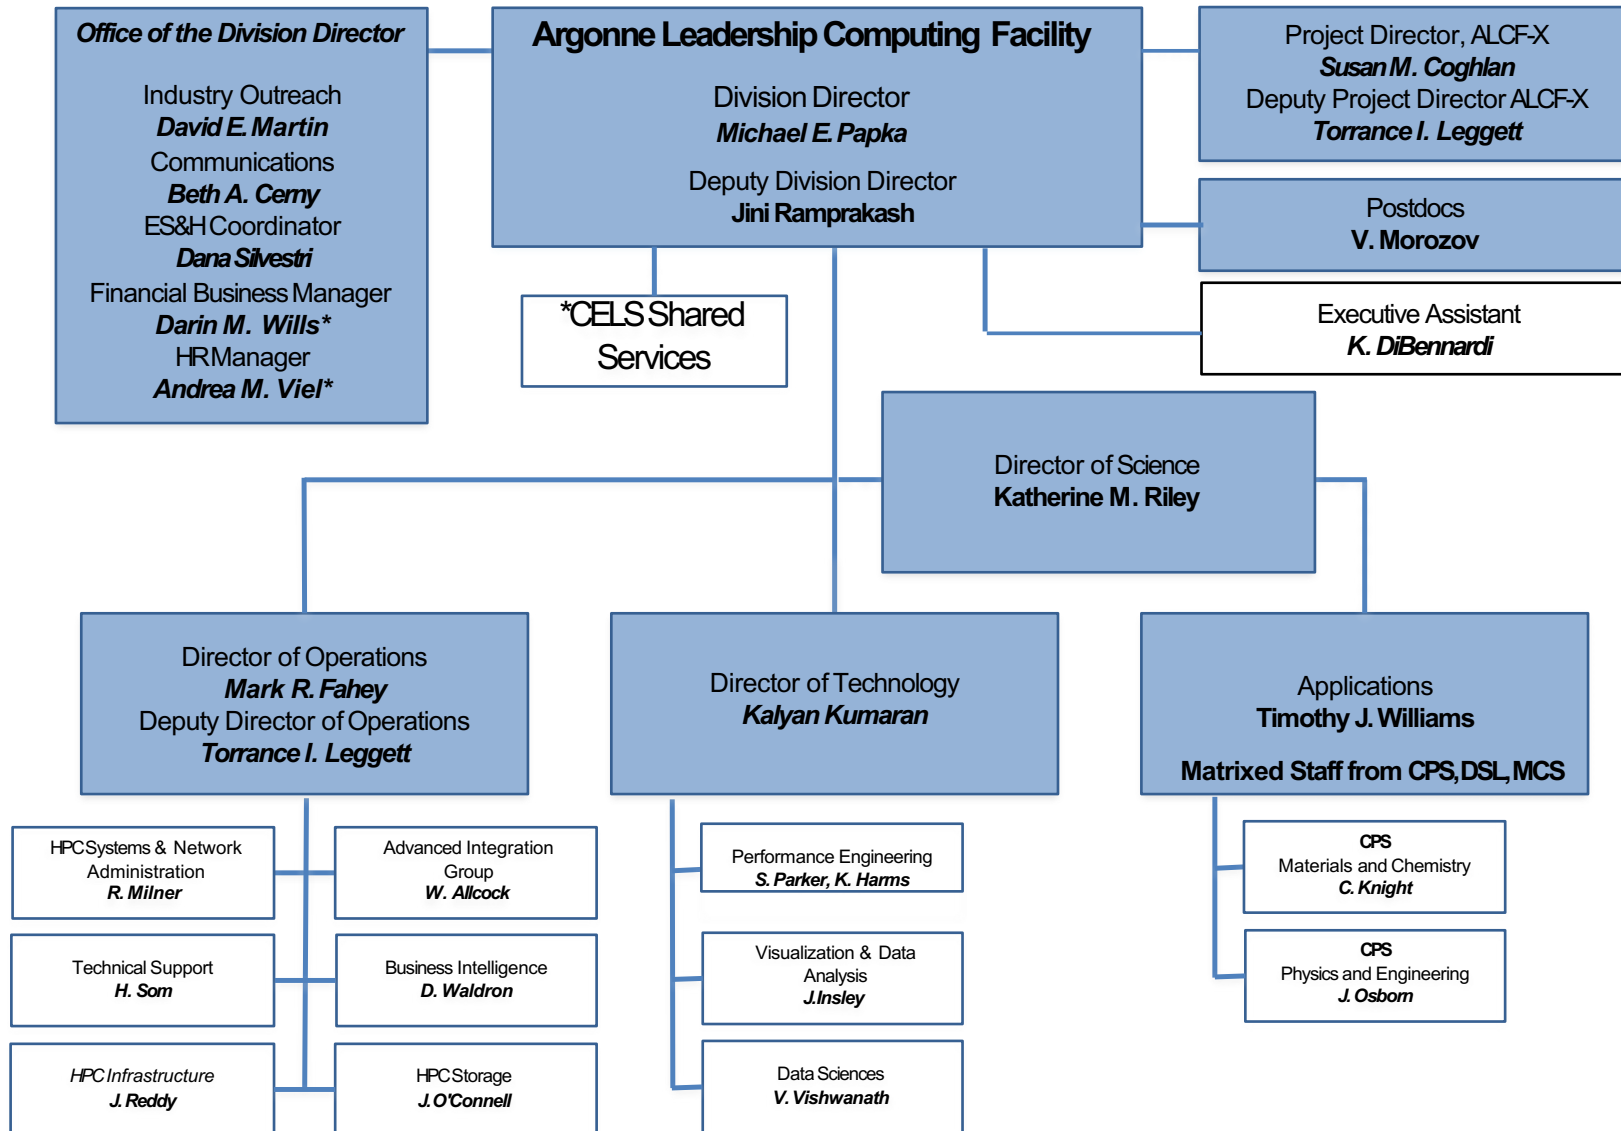 Office of the Division Director
Industry Outreach
David E. Martin
Communications
Beth A. Cerny
ES&H Coordinator
Dana Silvestri
Financial Business Manager
Darin M. Wills*
HR Manager
Andrea M. Viel*
Argonne Leadership Computing Facility
Division Director
Michael E. Papka
Deputy Division Director
Jini Ramprakash
Project Director, ALCF-X
Susan M. Coghlan
Deputy Project Director ALCF-X
Torrance I. Leggett
Postdocs
V. Morozov
*CELS Shared
Services
Executive Assistant
K. DiBennardi
Director of Science
Katherine M. Riley
Director of Operations
Mark R. Fahey
Deputy Director of Operations
Torrance I. Leggett
Director of Technology
Kalyan Kumaran
Applications
Timothy J. Williams
Matrixed Staff from CPS, DSL, MCS
HPC Systems & Network
Administration
R. Milner
Advanced Integration
Group
W. Allcock
Technical Support
H. Som
Business Intelligence
D. Waldron
HPC Infrastructure
J. Reddy
HPC Storage
J. O'Connell
Performance Engineering
S. Parker, K. Harms
Visualization & Data
Analysis
J. Insley
Data Sciences
V. Vishwanath
CPS
Materials and Chemistry
C. Knight
CPS
Physics and Engineering
J. Osborn